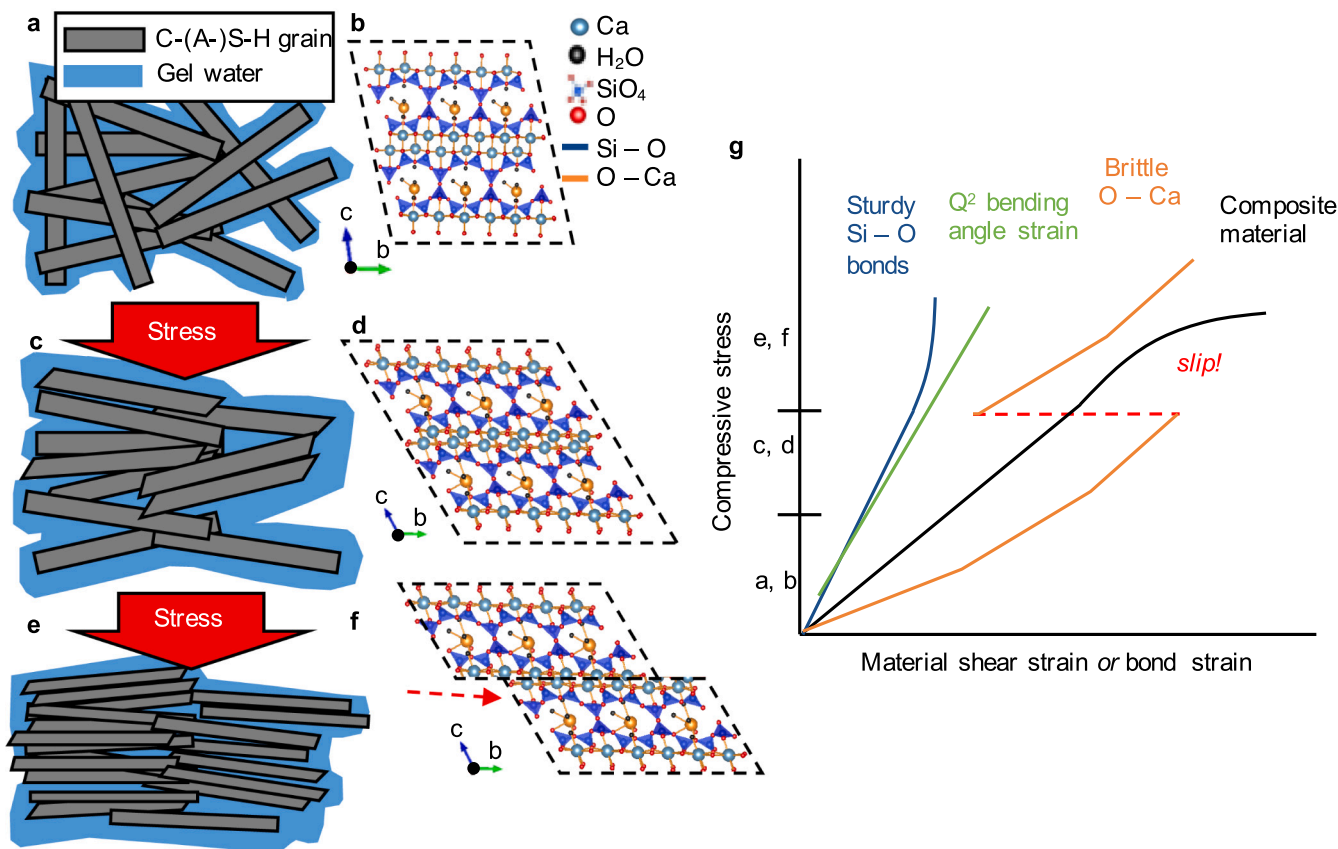 a
C-(A-)S-H grain
Gel water
b
Ca
H₂O
SiO₄
O
Si – O
O – Ca
c
b
Stress
c
d
c
b
Stress
e
f
c
b
g
Sturdy
Si – O
bonds
Q² bending
angle strain
Brittle
O – Ca
Composite
material
slip!
Compressive stress
e, f
c, d
a, b
Material shear strain or bond strain